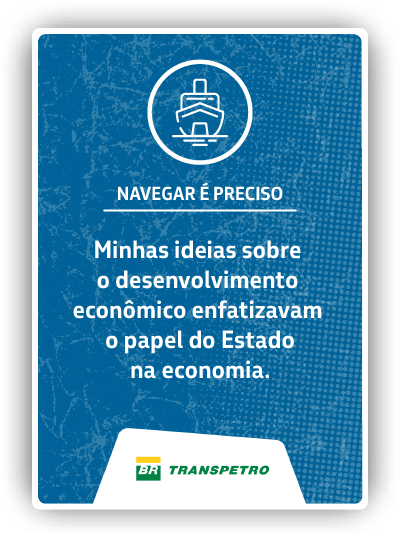 NAVEGAR É PRECISO
Minhas ideias sobre
o desenvolvimento
econômico enfatizavam
o papel do Estado
na economia.
BR TRANSPETRO